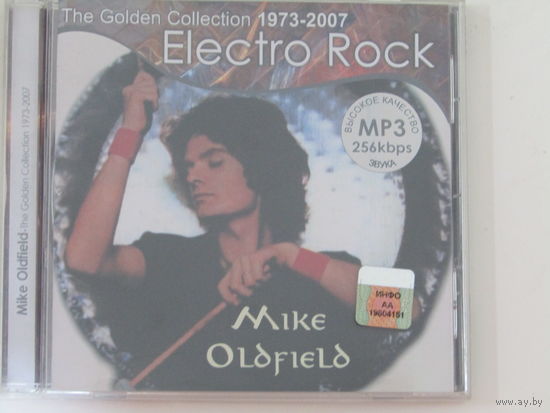 The Golden Collection 1973-2007
Electro Rock
Mike Oldfield-The Golden Collection 1973-2007
ВЫСОКОЕ КАЧЕСТВО
MP3
256kbps
ЗВУКА
ИНФО
АА
19604151
MIKE
OLDFIELD
www.ay.by